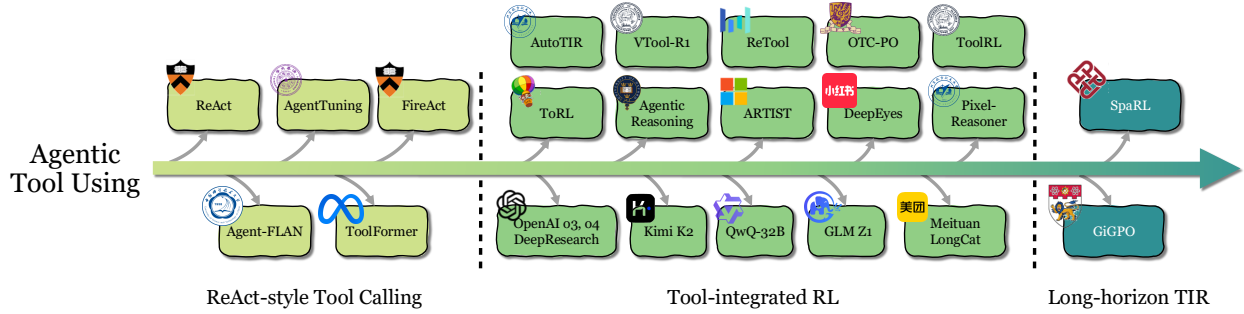 AutoTIR
VTool-R1
ReTool
OTC-PO
ToolRL
ReAct
AgentTuning
FireAct
ToRL
Agentic
Reasoning
ARTIST
小红书
DeepEyes
Pixel-
Reasoner
SpaRL
Agentic
Tool Using
Agent-FLAN
ToolFormer
OpenAI o3, o4
DeepResearch
Kimi K2
QwQ-32B
GLM Z1
美团
Meituan
LongCat
GiGPO
ReAct-style Tool Calling
Tool-integrated RL
Long-horizon TIR